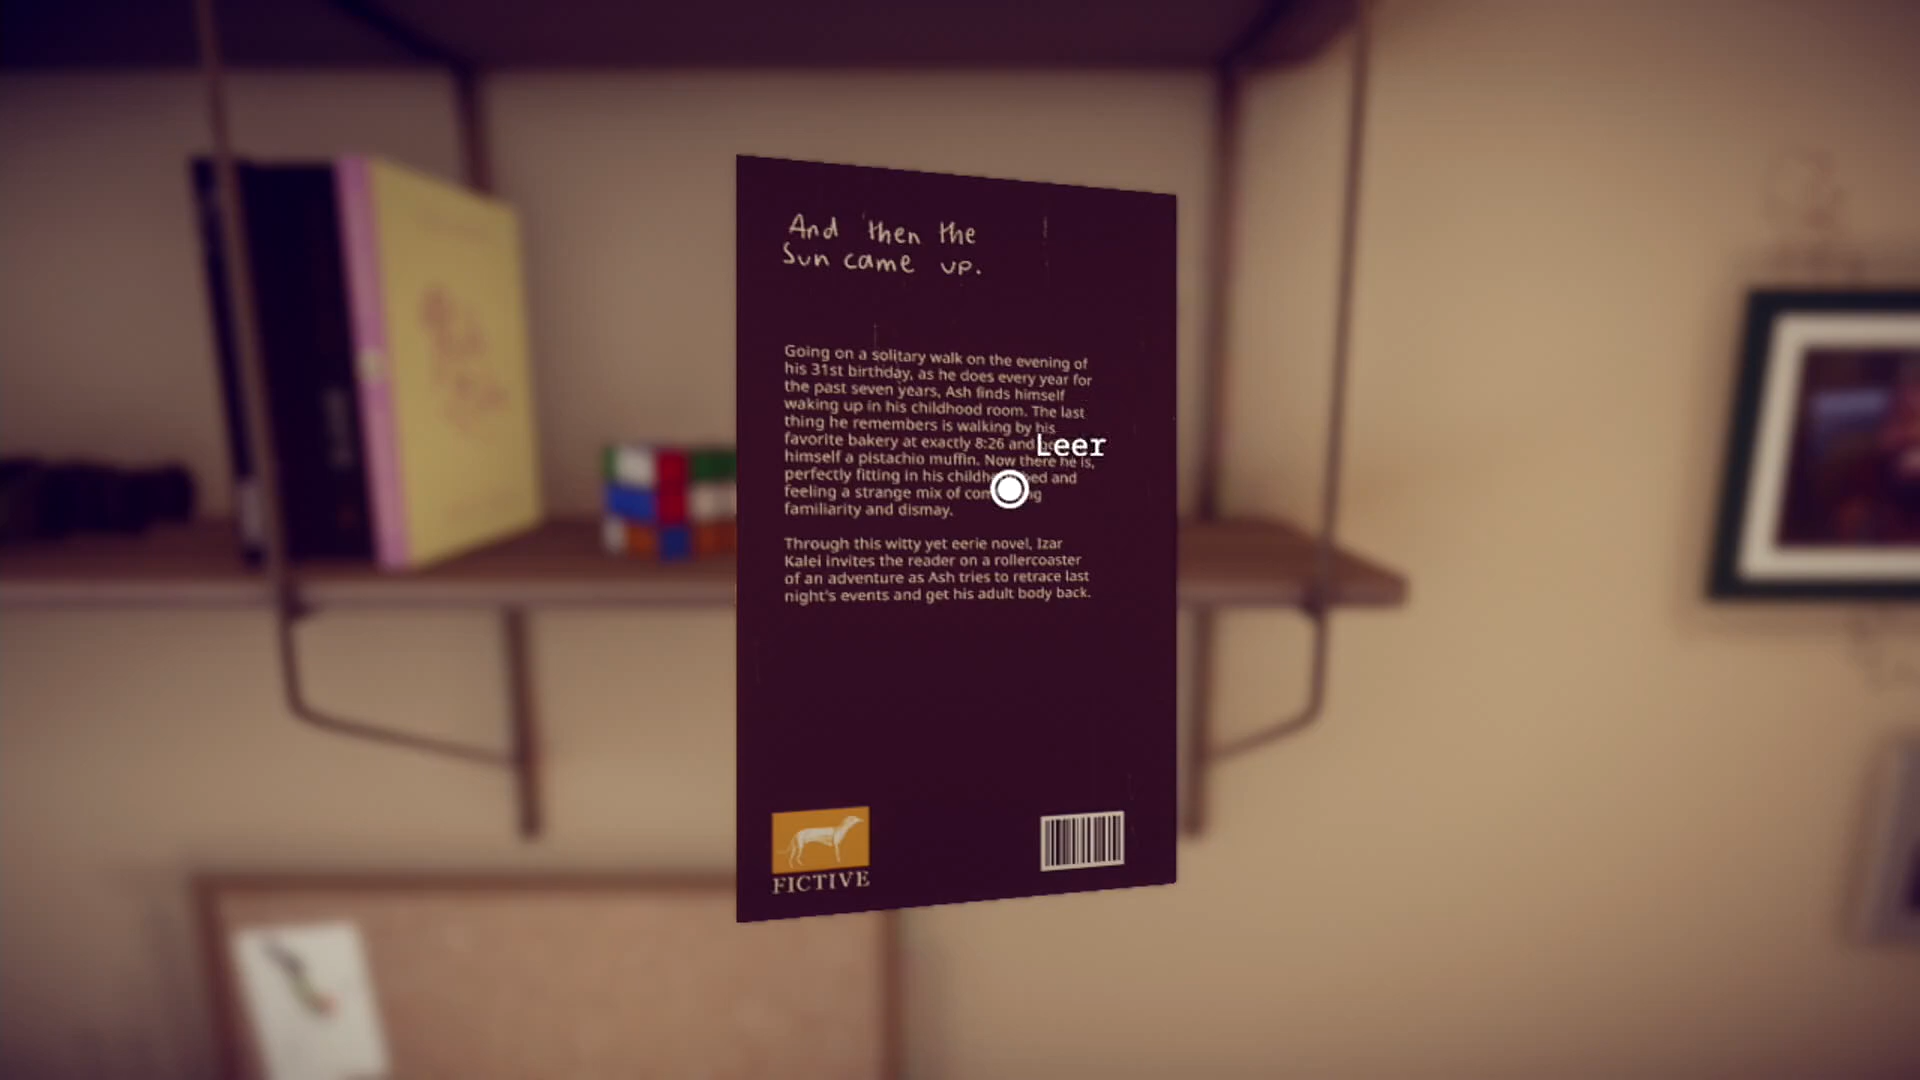 And then the
Sun came up.
Going on a solitary walk on the evening of
his 31st birthday, as he does every year for
the past seven years, Ash finds himself
waking up in his childhood room. The last
thing he remembers is walking by his
favorite bakery at exactly 8:26 and
himself a pistachio muffin. Now there he is,
perfectly fitting in his and
feeling a strange mix of
familiarity and dismay.
Through this witty yet eerie novel, Izar
Kalei invites the reader on a rollercoaster
of an adventure as Ash tries to retrace last
night's events and get his adult body back.
Leer
FICTIVE